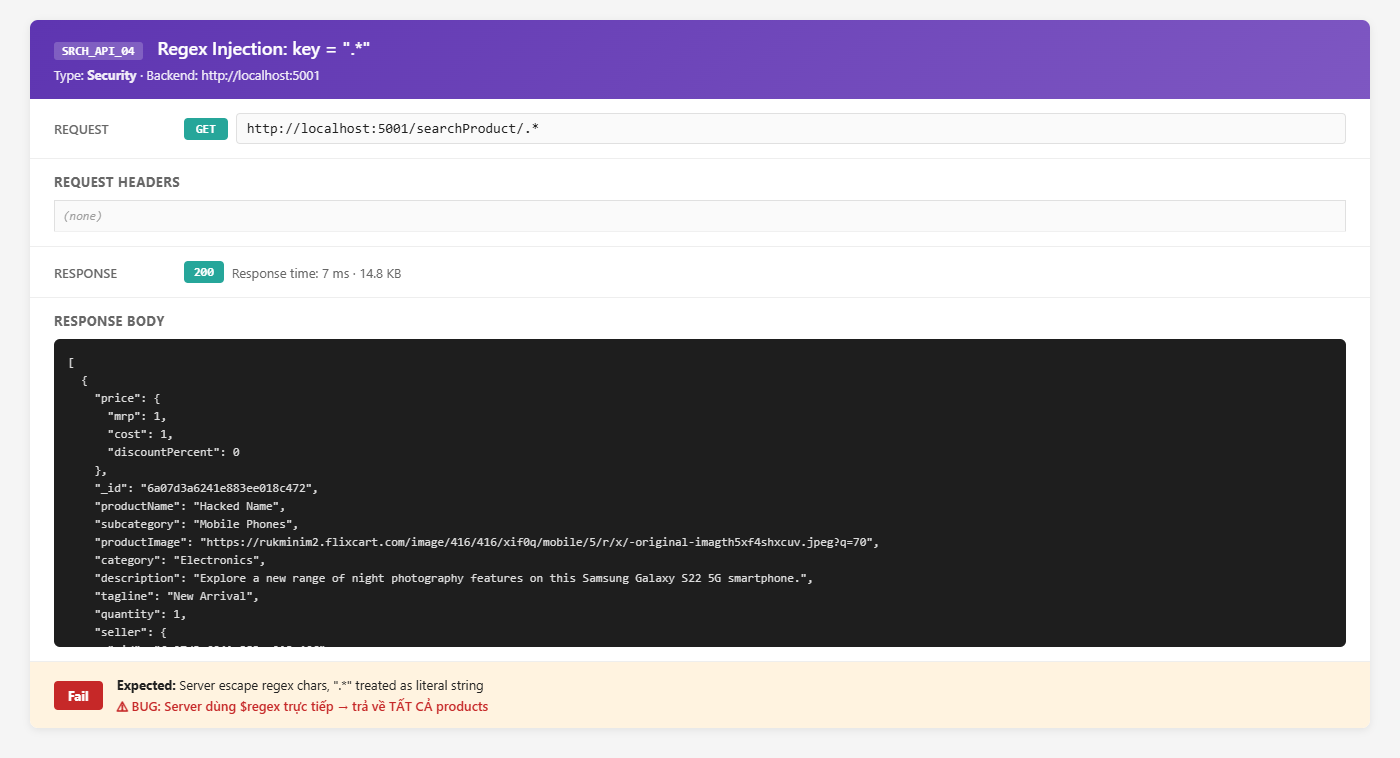 SRCH_API_04 Regex Injection: key = ".*"
Type: Security · Backend: http://localhost:5001
REQUEST GET http://localhost:5001/searchProduct/.*
REQUEST HEADERS
(none)
RESPONSE 200 Response time: 7 ms · 14.8 KB
RESPONSE BODY
[
  {
    "price": {
      "mrp": 1,
      "cost": 1,
      "discountPercent": 0
    },
    "_id": "6a07d3a6241e883ee018c472",
    "productName": "Hacked Name",
    "subcategory": "Mobile Phones",
    "productImage": "https://rukminim2.flixcart.com/image/416/416/xif0q/mobile/5/r/x/-original-imagth5xf4shxcuv.jpeg?q=70",
    "category": "Electronics",
    "description": "Explore a new range of night photography features on this Samsung Galaxy S22 5G smartphone.",
    "tagline": "New Arrival",
    "quantity": 1,
    "seller": {
Fail
Expected: Server escape regex chars, ".*" treated as literal string
⚠ BUG: Server dùng $regex trực tiếp → trả về TẤT CẢ products